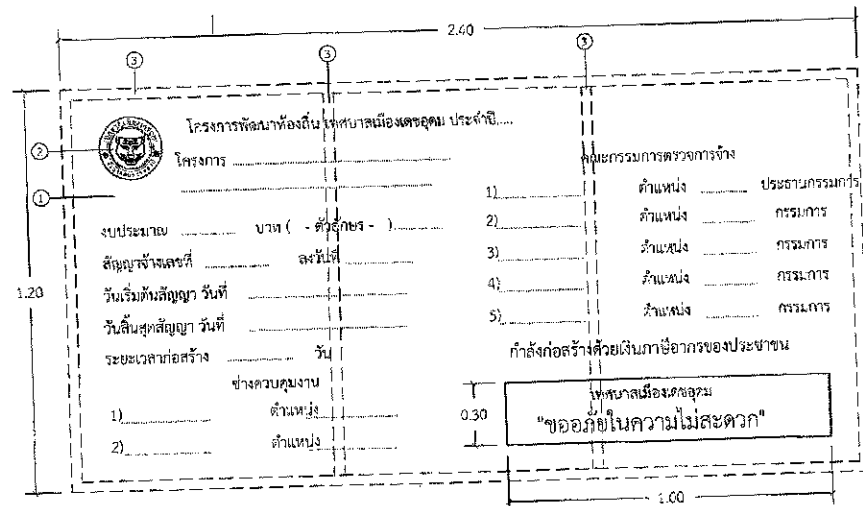 2.40
3 3 3
โครงการพัฒนาท้องถิ่น เทศบาลเมืองเดชอุดม ประจำปี.....
2
โครงการ ........................................
1
งบประมาณ ............ บาท ( - ตัวอักษร - )............
สัญญาจ้างเลขที่ ................ ลงวันที่ ................
วันเริ่มต้นสัญญา วันที่ ................................
วันสิ้นสุดสัญญา วันที่ ................................
ระยะเวลาก่อสร้าง ................ วัน
ช่างควบคุมงาน
1).................... ตำแหน่ง ................
2).................... ตำแหน่ง ................
1.20
คณะกรรมการตรวจการจ้าง
1)................ ตำแหน่ง ........ ประธานกรรมการ
2)................ ตำแหน่ง ........ กรรมการ
3)................ ตำแหน่ง ........ กรรมการ
4)................ ตำแหน่ง ........ กรรมการ
5)................ ตำแหน่ง ........ กรรมการ
กำลังก่อสร้างด้วยเงินภาษีอากรของประชาชน
เทศบาลเมืองเดชอุดม
"ขออภัยในความไม่สะดวก"
0.30
1.00